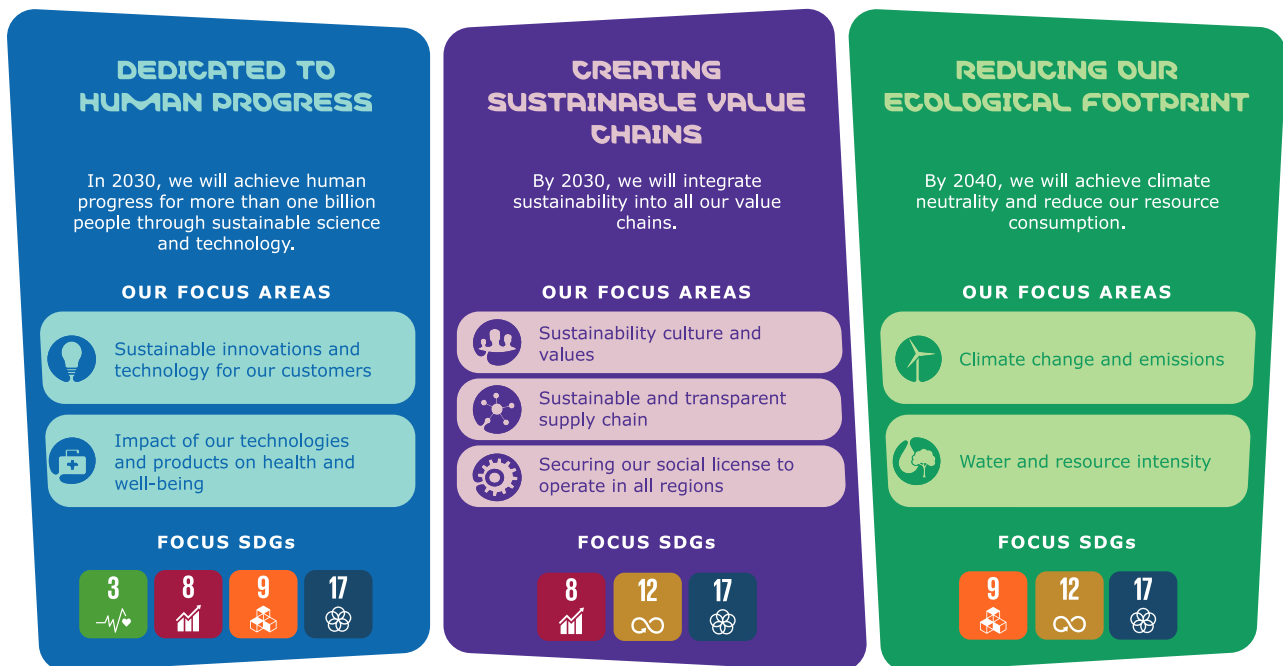 DEDICATED TO
HUMAN PROGRESS
In 2030, we will achieve human
progress for more than one billion
people through sustainable science
and technology.
OUR FOCUS AREAS
Sustainable innovations and
technology for our customers
Impact of our technologies
and products on health and
well-being
FOCUS SDGs
3
8
9
17
CREATING
SUSTAINABLE VALUE
CHAINS
By 2030, we will integrate
sustainability into all our value
chains.
OUR FOCUS AREAS
Sustainability culture and
values
Sustainable and transparent
supply chain
Securing our social license to
operate in all regions
FOCUS SDGs
8
12
17
REDUCING OUR
ECOLOGICAL FOOTPRINT
By 2040, we will achieve climate
neutrality and reduce our resource
consumption.
OUR FOCUS AREAS
Climate change and emissions
Water and resource intensity
FOCUS SDGs
9
12
17